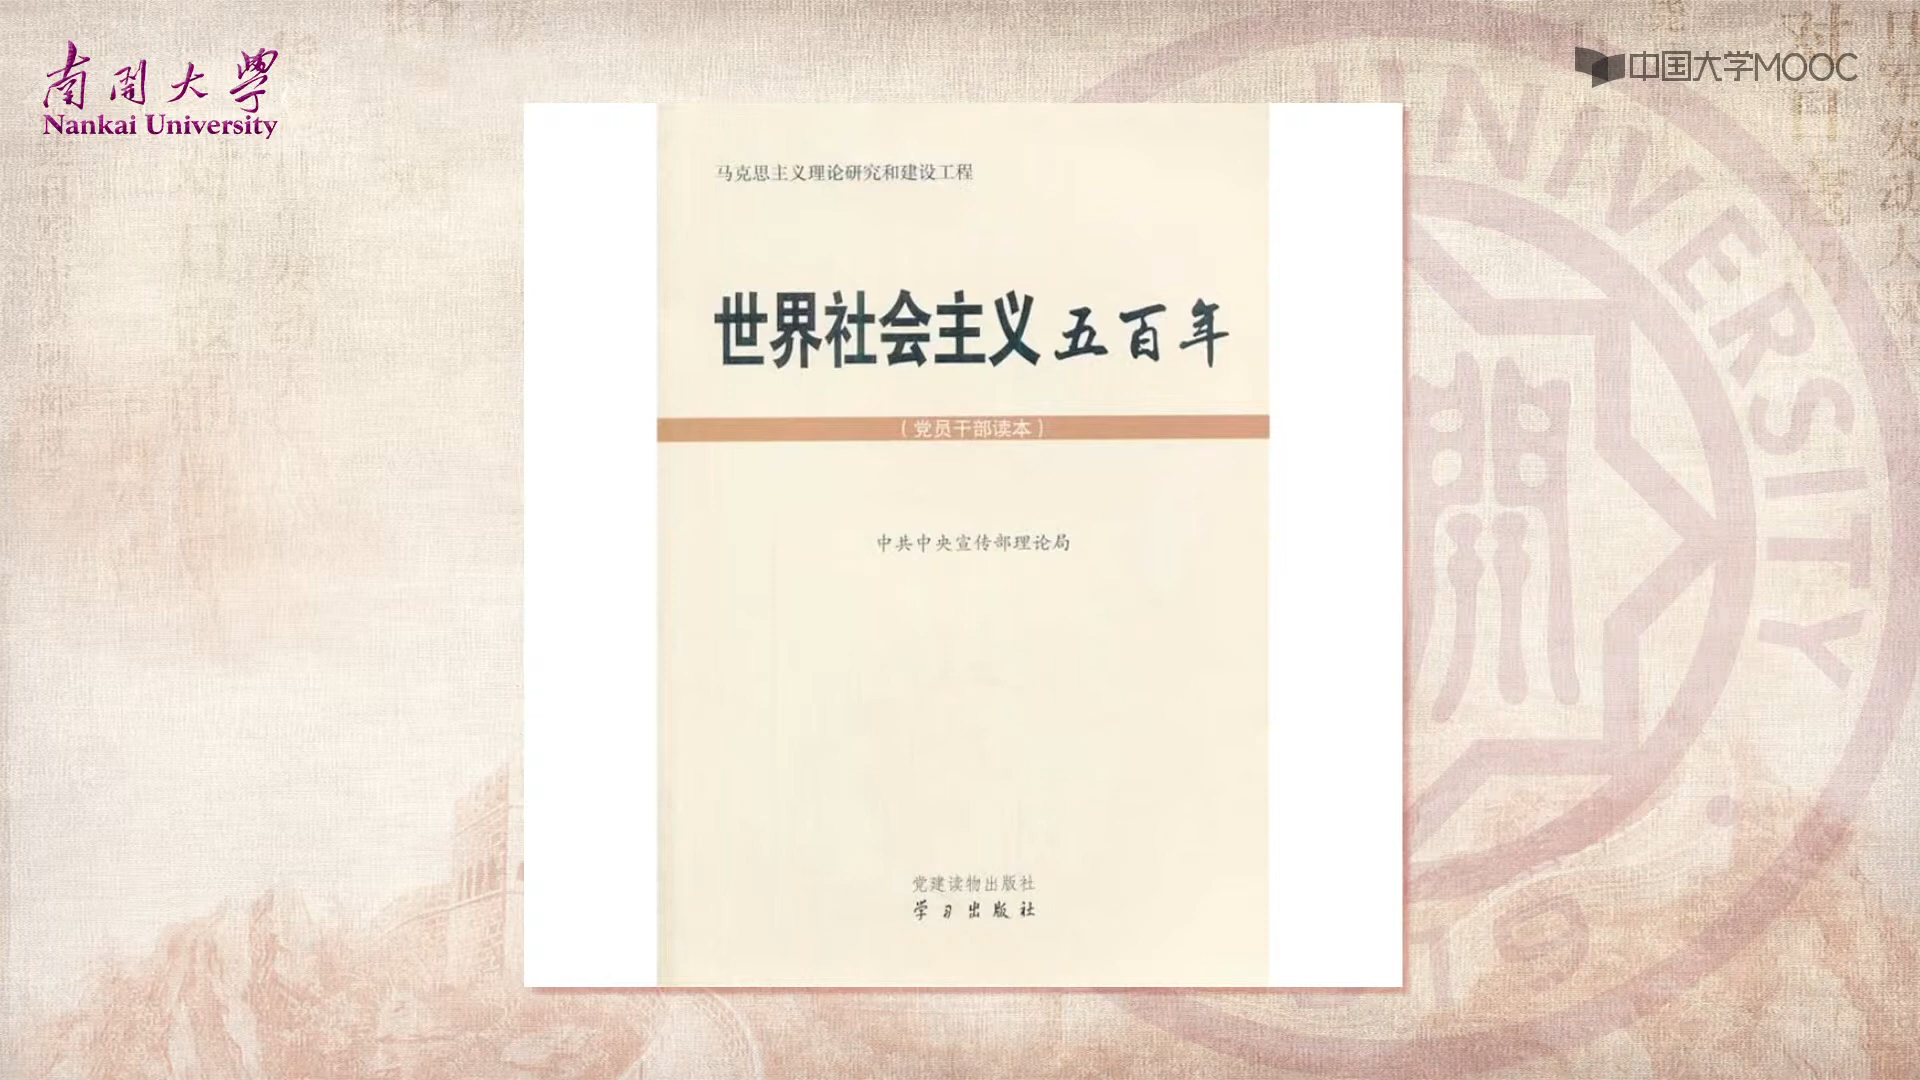 南开大学
Nankai University
中国大学MOOC
马克思主义理论研究和建设工程
世界社会主义五百年
（党员干部读本）
中共中央宣传部理论局
党建读物出版社
学习出版社
UNIVERSITY